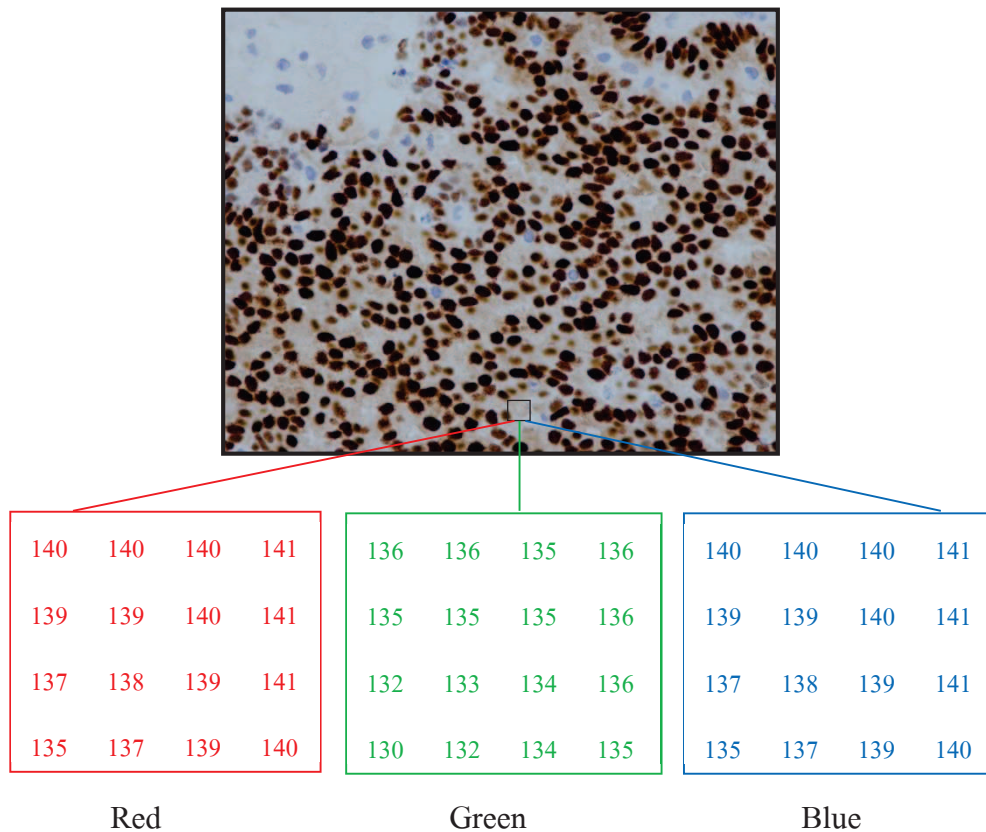 140 140 140 141
139 139 140 141
137 138 139 141
135 137 139 140
Red
136 136 135 136
135 135 135 136
132 133 134 136
130 132 134 135
Green
140 140 140 141
139 139 140 141
137 138 139 141
135 137 139 140
Blue